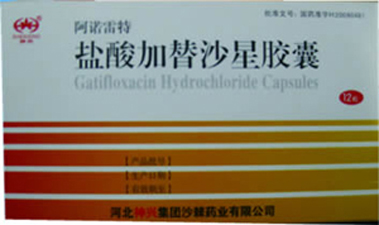 阿诺雷特
盐酸加替沙星胶囊
Gatifloxacin Hydrochloride Capsules
12粒
【产品批号】
【生产日期】
【有效期至】
河北神兴集团沙棘药业有限公司